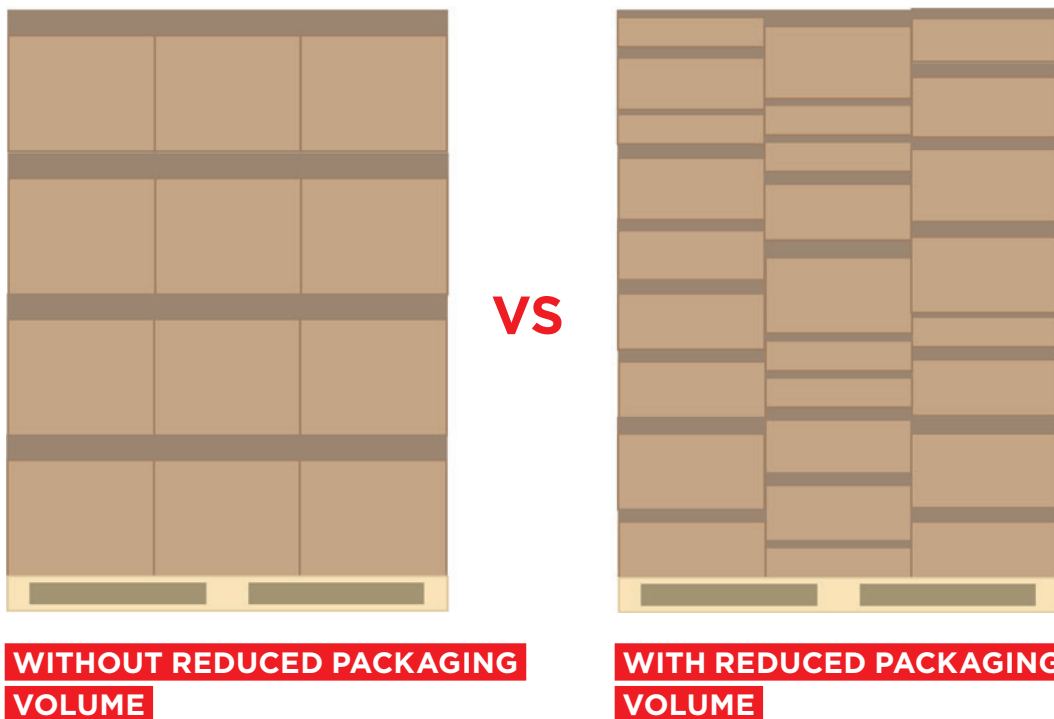 VS
WITHOUT REDUCED PACKAGING
VOLUME
WITH REDUCED PACKAGING
VOLUME